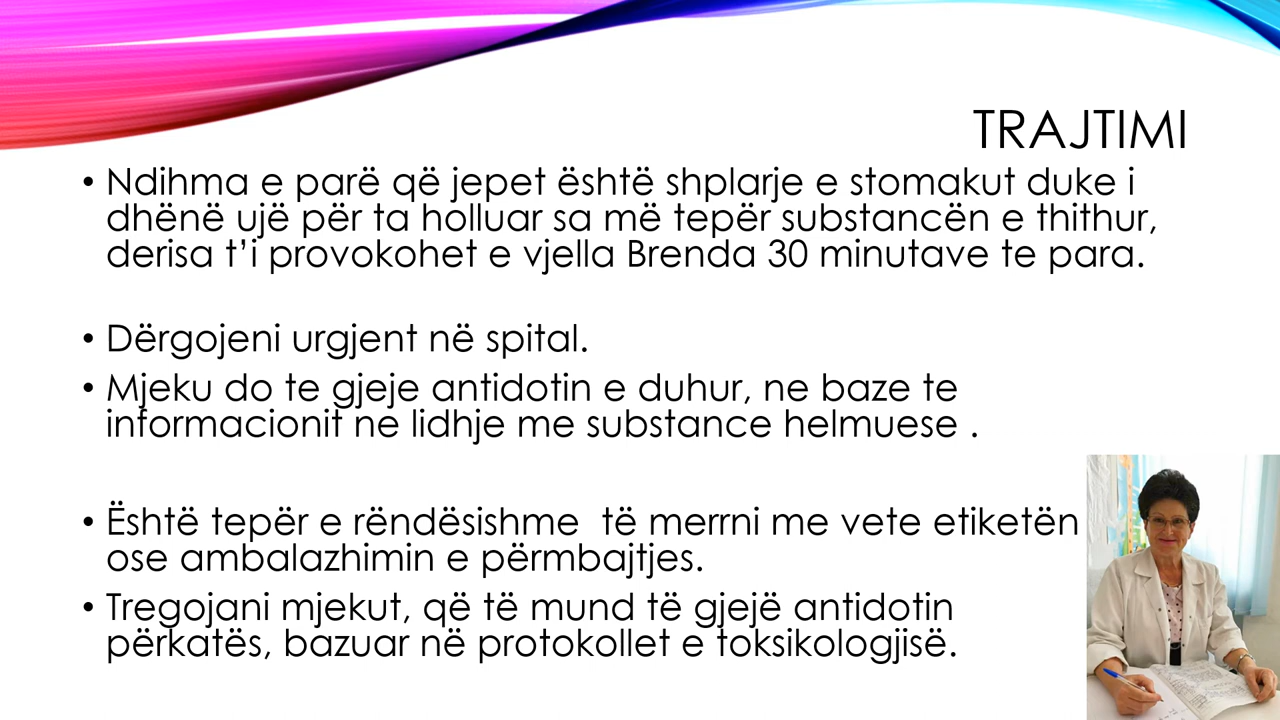 TRAJTIMI
• Ndihma e parë që jepet është shplarje e stomakut duke i
dhënë ujë për ta holluar sa më tepër substancën e thithur,
derisa t’i provokohet e vjella Brenda 30 minutave te para.
• Dërgojeni urgjent në spital.
• Mjeku do te gjeje antidotin e duhur, ne baze te
informacionit ne lidhje me substance helmuese .
• Është tepër e rëndësishme  të merrni me vete etiketën
ose ambalazhimin e përmbajtjes.
• Tregojani mjekut, që të mund të gjejë antidotin
përkatës, bazuar në protokollet e toksikologjisë.